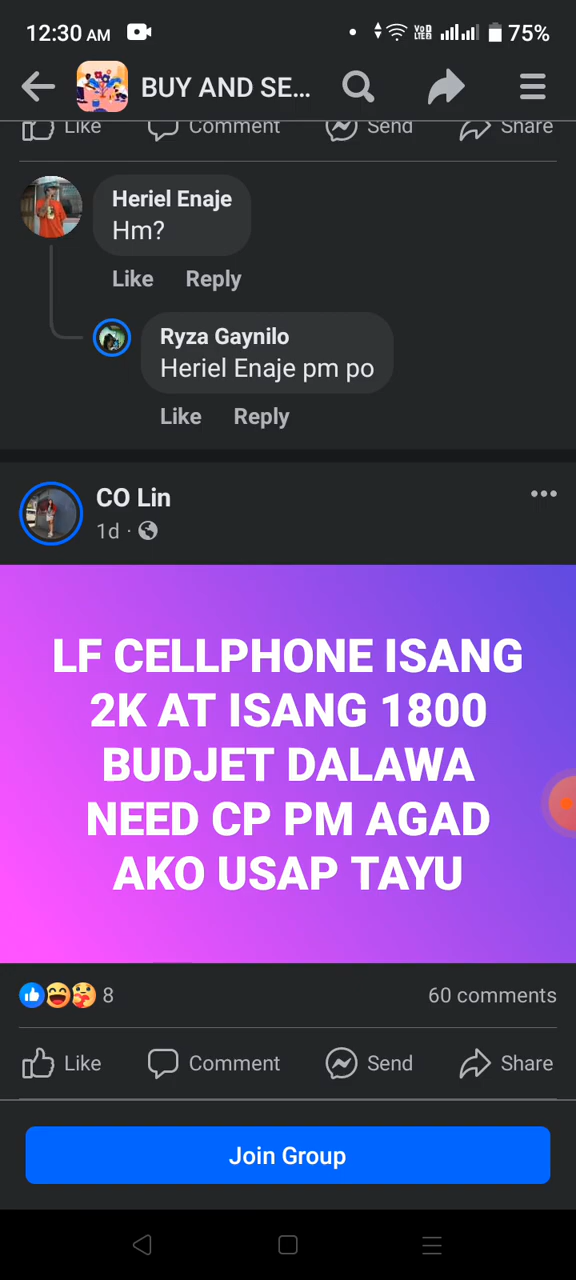 12:30 AM
VoD LTE2 75%
BUY AND SE...
Like Comment Send Share
Heriel Enaje
Hm?
Like Reply
Ryza Gaynilo
Heriel Enaje pm po
Like Reply
CO Lin
1d ·
LF CELLPHONE ISANG
2K AT ISANG 1800
BUDJET DALAWA
NEED CP PM AGAD
AKO USAP TAYU
8 60 comments
Like Comment Send Share
Join Group